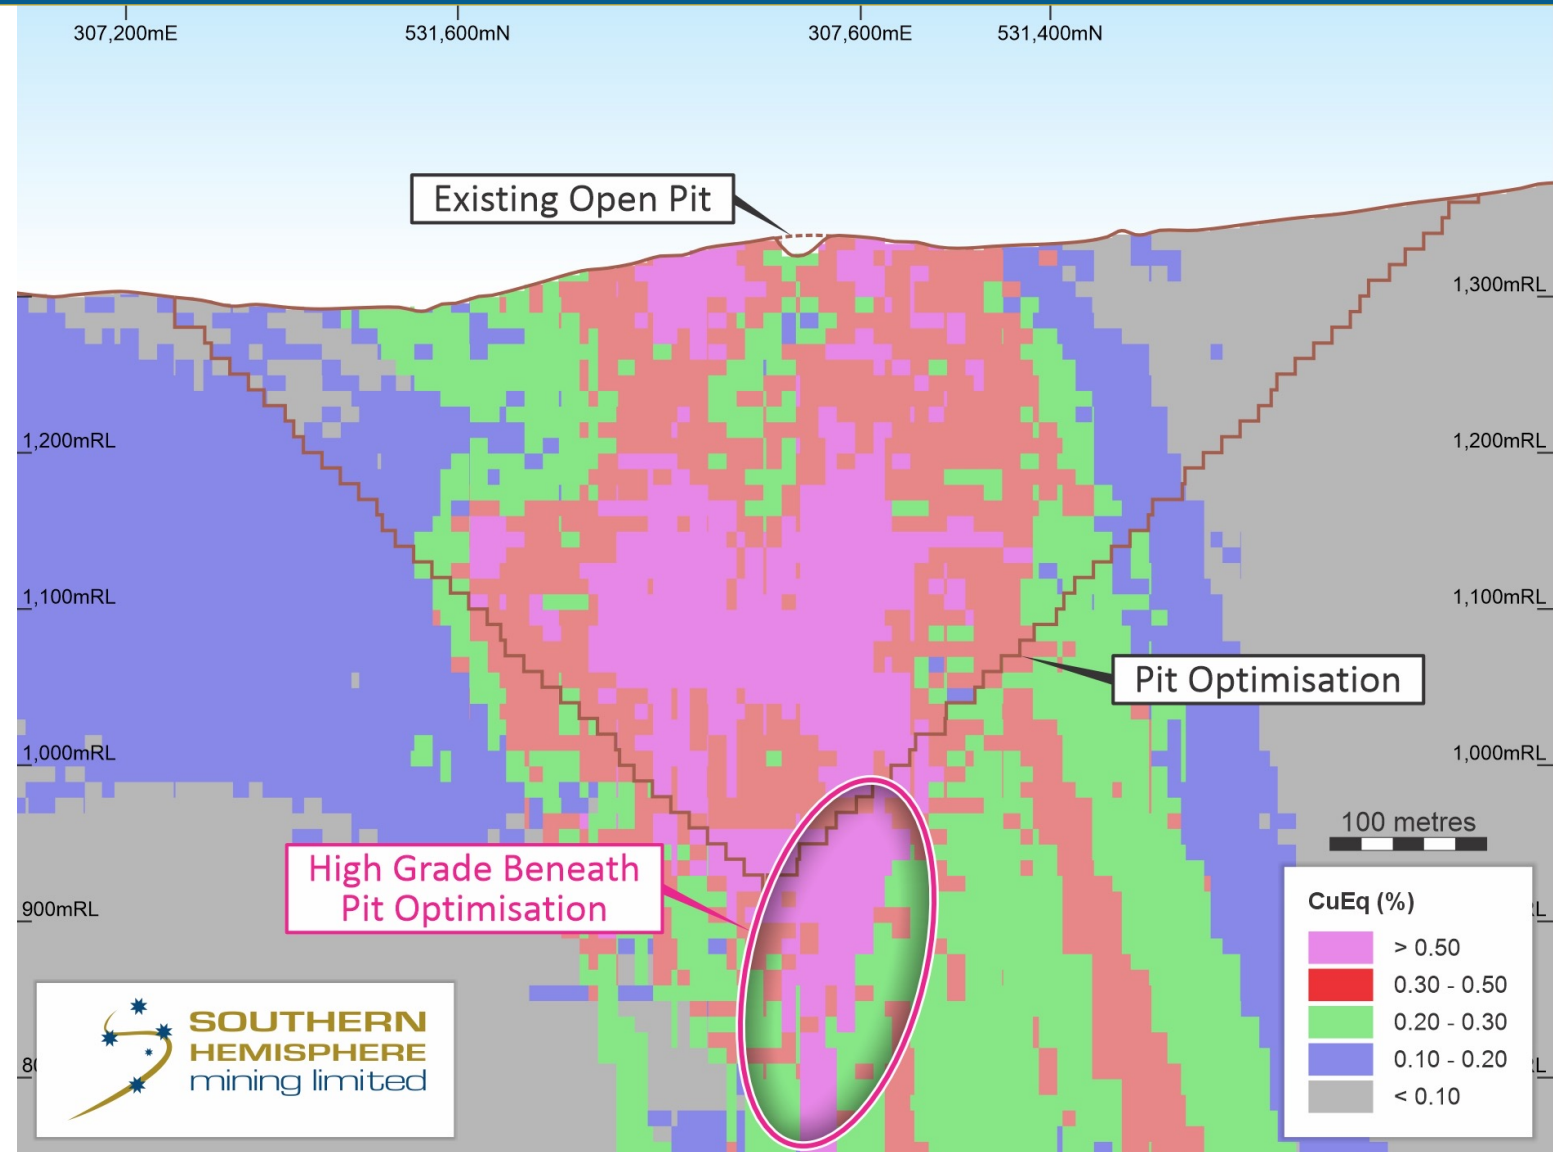 307,200mE
531,600mN
307,600mE
531,400mN
Existing Open Pit
1,300mRL
1,200mRL
1,200mRL
1,100mRL
1,100mRL
Pit Optimisation
1,000mRL
1,000mRL
100 metres
High Grade Beneath
Pit Optimisation
900mRL
CuEq (%)
> 0.50
0.30 - 0.50
0.20 - 0.30
0.10 - 0.20
< 0.10
SOUTHERN
HEMISPHERE
mining limited